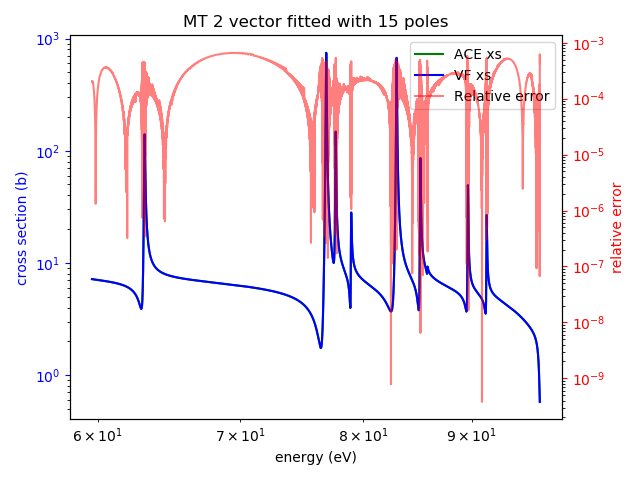 MT 2 vector fitted with 15 poles
ACE xs
VF xs
Relative error
cross section (b)
10³
10²
10¹
10⁰
relative error
10⁻³
10⁻⁴
10⁻⁵
10⁻⁶
10⁻⁷
10⁻⁸
10⁻⁹
6 × 10¹
7 × 10¹
8 × 10¹
9 × 10¹
energy (eV)